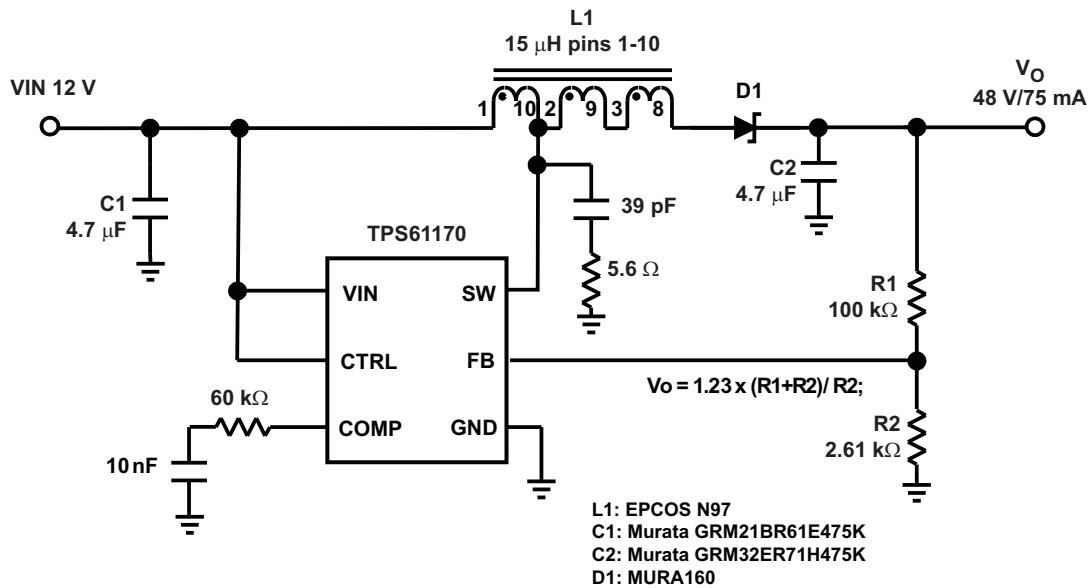 L1
15 μH pins 1-10
VIN 12 V
1
10
2
9
3
8
D1
VO
48 V/75 mA
C1
4.7 μF
C2
4.7 μF
39 pF
5.6 Ω
TPS61170
VIN
SW
CTRL
FB
COMP
GND
R1
100 kΩ
Vo = 1.23 x (R1+R2)/ R2;
60 kΩ
10 nF
R2
2.61 kΩ
L1: EPCOS N97
C1: Murata GRM21BR61E475K
C2: Murata GRM32ER71H475K
D1: MURA160